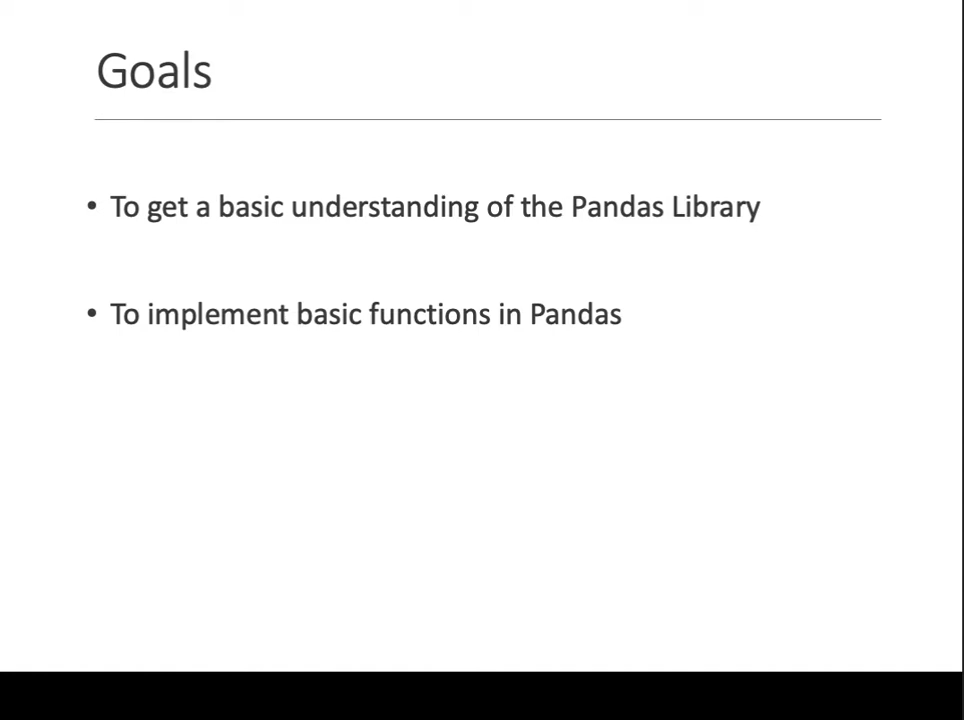 Goals
• To get a basic understanding of the Pandas Library
• To implement basic functions in Pandas